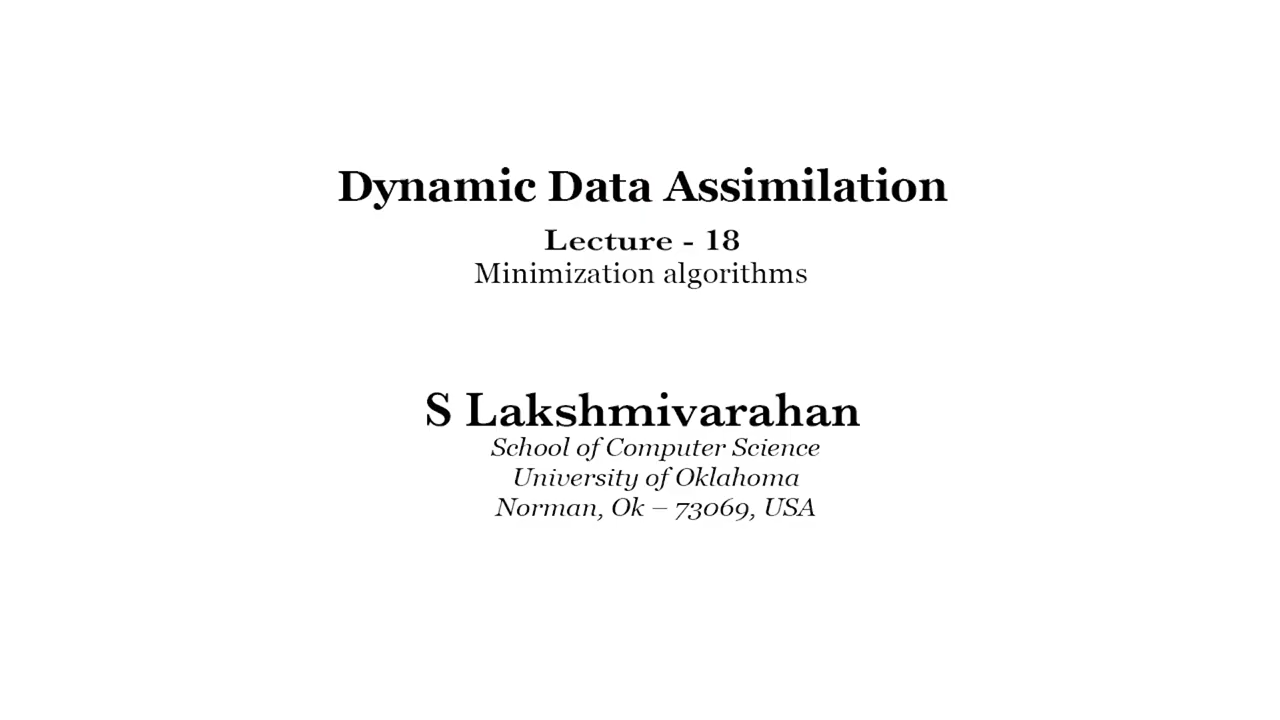 Dynamic Data Assimilation
Lecture - 18
Minimization algorithms
S Lakshmivarahan
School of Computer Science
University of Oklahoma
Norman, Ok – 73069, USA